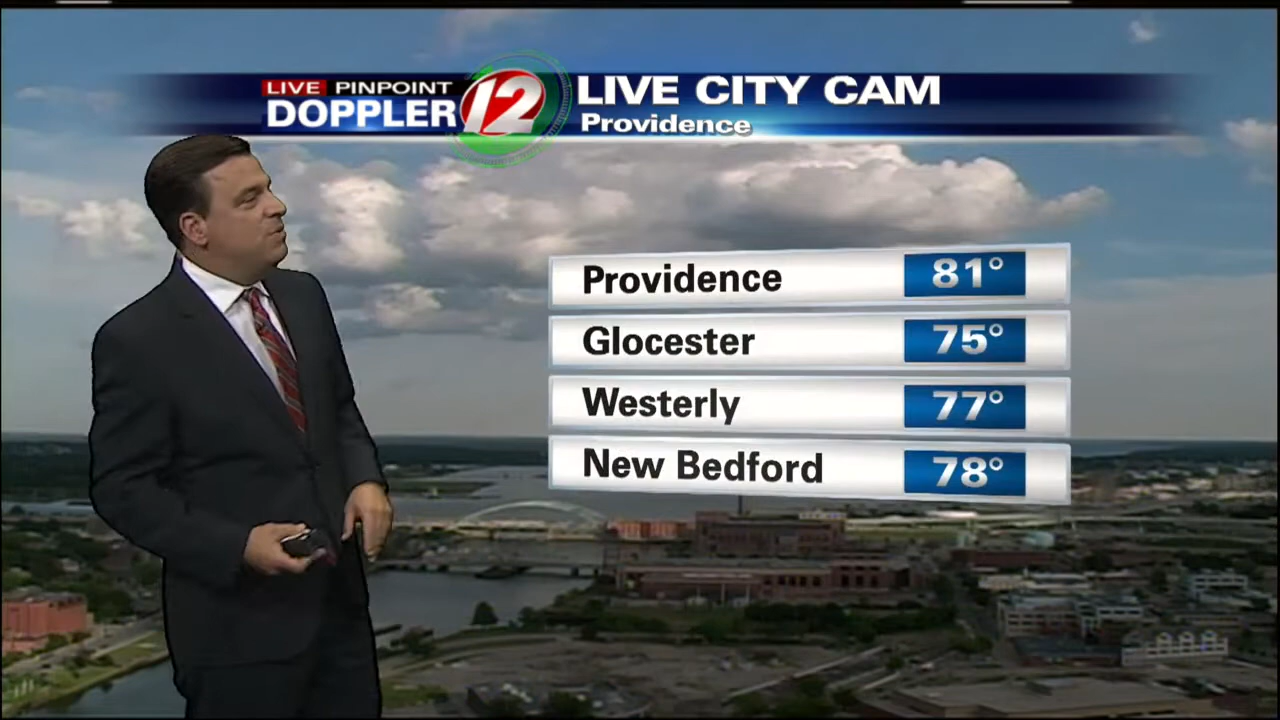 LIVE PINPOINT
DOPPLER 12
LIVE CITY CAM
Providence
Providence 81°
Glocester 75°
Westerly 77°
New Bedford 78°